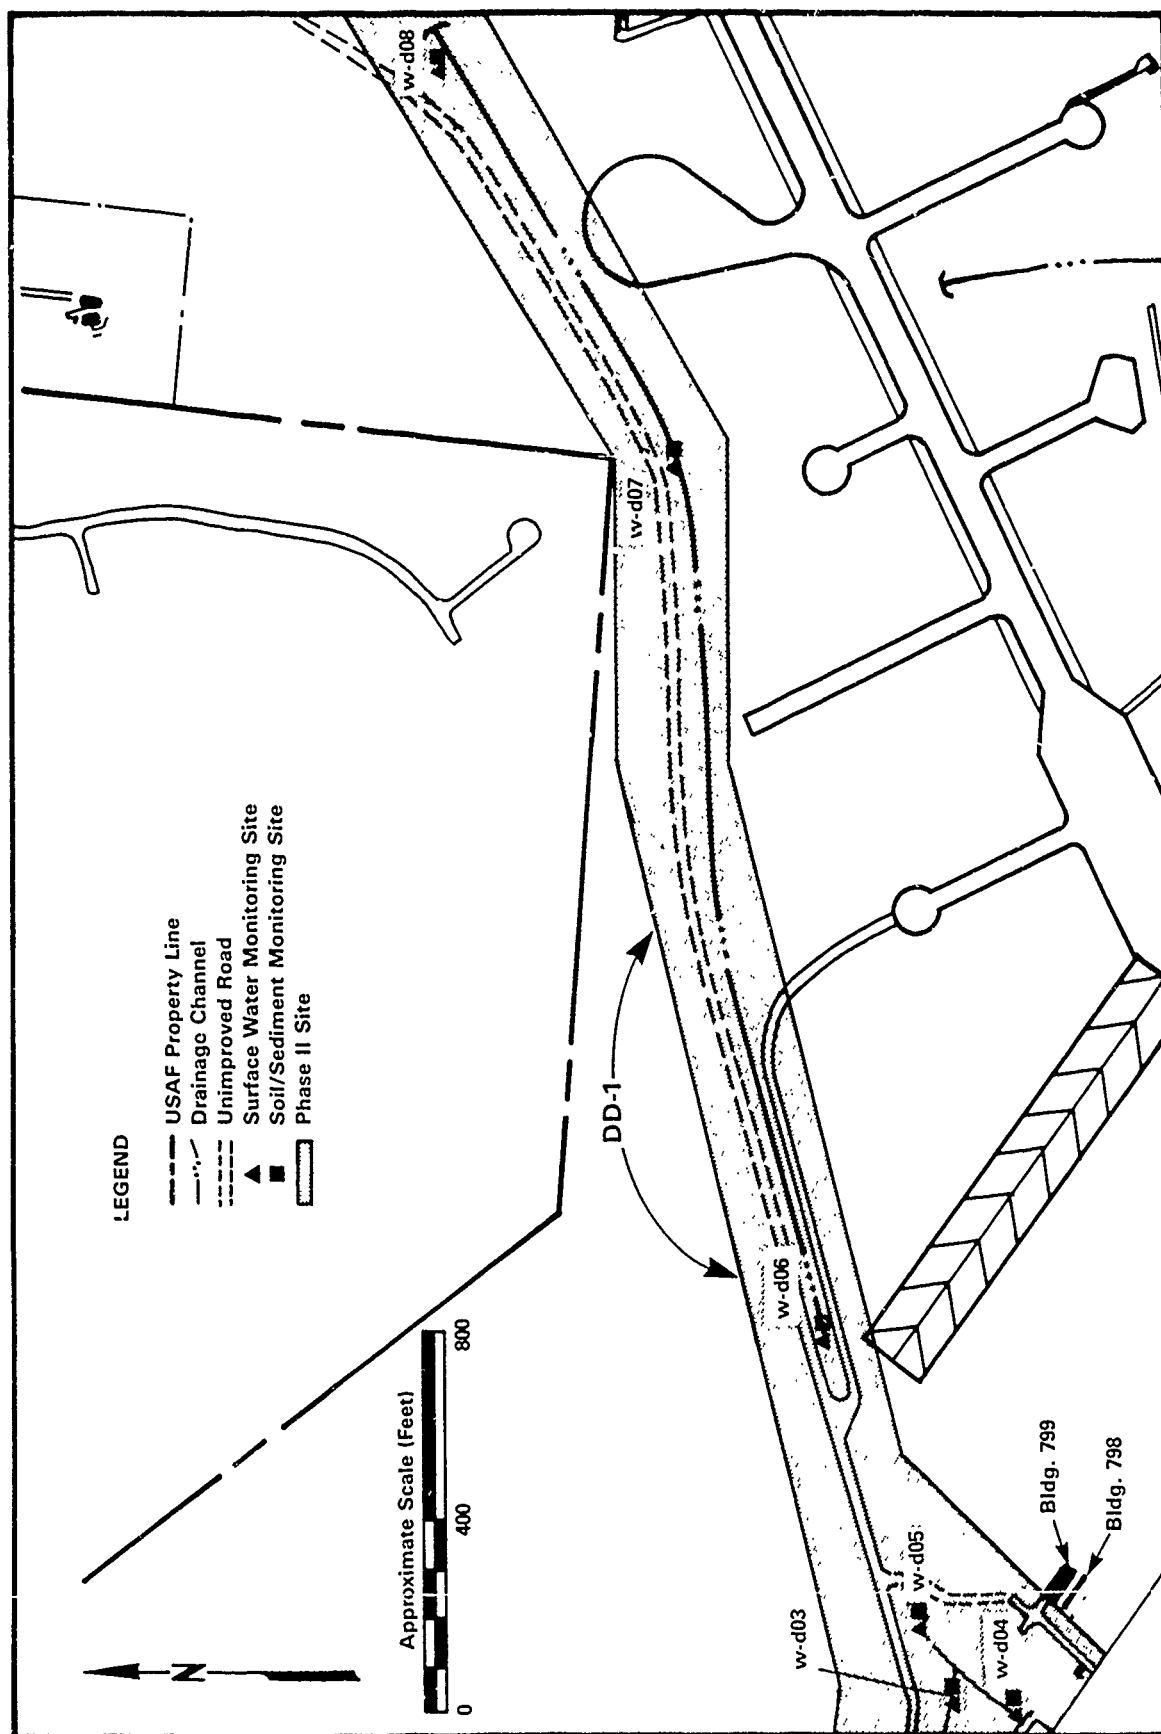 LEGEND
USAF Property Line
Drainage Channel
Unimproved Road
Surface Water Monitoring Site
Soil/Sediment Monitoring Site
Phase II Site
N
Approximate Scale (Feet)
0 400 800
DD-1
w-d03
w-d04
w-d05
w-d06
w-d07
w-d08
Bldg. 799
Bldg. 798